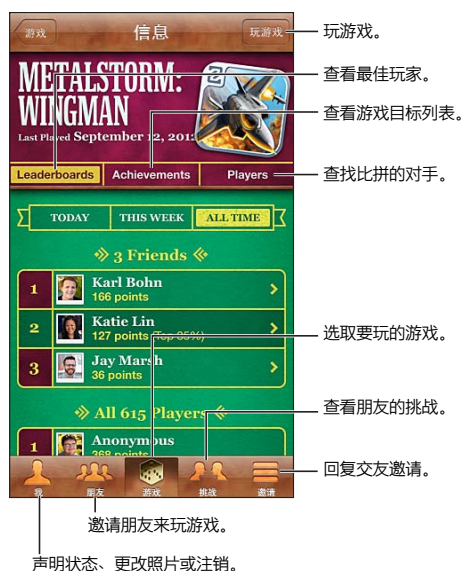 游戏
信息
玩游戏
玩游戏。
METALSTORM:
WINGMAN
查看最佳玩家。
Last Played September 12, 2012
查看游戏目标列表。
Leaderboards
Achievements
Players
查找比拼的对手。
TODAY
THIS WEEK
ALL TIME
3 Friends
1
Karl Bohn
166 points
2
Katie Lin
127 points (Top 35%)
选取要玩的游戏。
3
Jay Marsh
36 points
All 615 Players
查看朋友的挑战。
1
Anonymous
368 points
我
朋友
游戏
挑战
邀请
回复交友邀请。
邀请朋友来玩游戏。
声明状态、更改照片或注销。